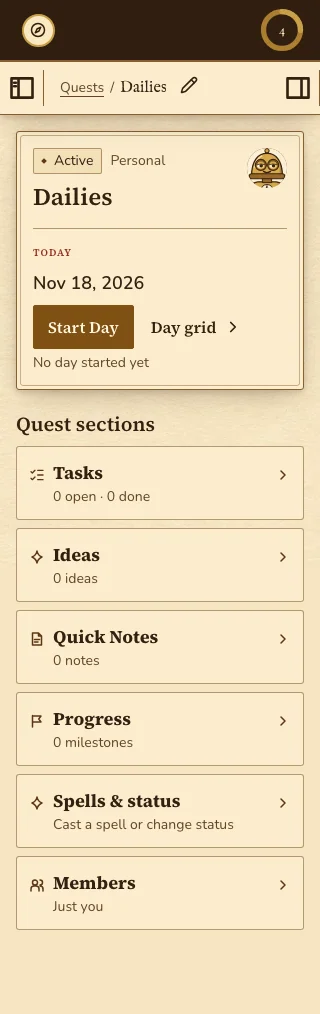 4
Quests / Dailies
Active Personal
Dailies
TODAY
Nov 18, 2026
Start Day Day grid
No day started yet
Quest sections
Tasks
0 open · 0 done
Ideas
0 ideas
Quick Notes
0 notes
Progress
0 milestones
Spells & status
Cast a spell or change status
Members
Just you